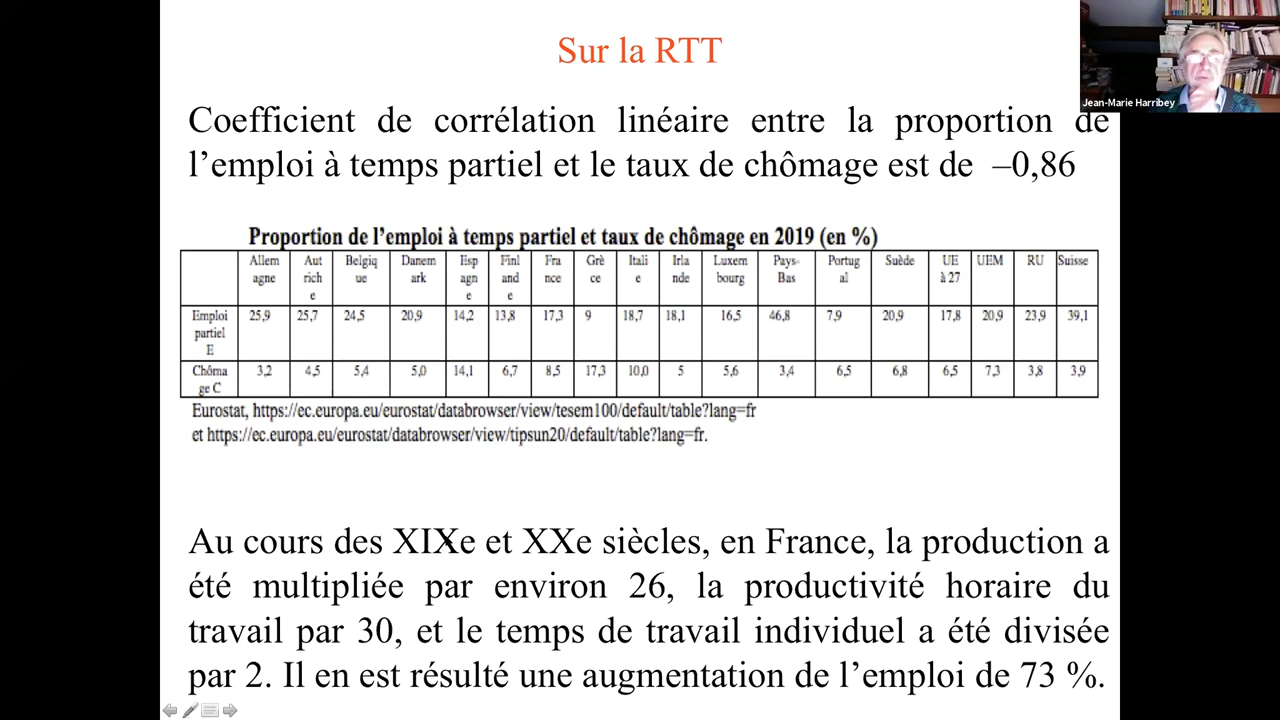 Sur la RTT
Jean-Marie Harribey
Coefficient de corrélation linéaire entre la proportion de
l’emploi à temps partiel et le taux de chômage est de –0,86
Proportion de l’emploi à temps partiel et taux de chômage en 2019 (en %)
Allem Aut Belgiq Danem Esp Finl Fra Grè Itali Irla Luxem Pays- Portug Suède UE UEM RU Suisse
agne rich ue ark agn and nce ce e nde bourg Bas al à 27
e e e
Emploi 25,9 25,7 24,5 20,9 14,2 13,8 17,3 9 18,7 18,1 16,5 46,8 7,9 20,9 17,8 20,9 23,9 39,1
partiel
E
Chôma 3,2 4,5 5,4 5,0 14,1 6,7 8,5 17,3 10,0 5 5,6 3,4 6,5 6,8 6,5 7,3 3,8 3,9
ge C
Eurostat, https://ec.europa.eu/eurostat/databrowser/view/tesem100/default/table?lang=fr
et https://ec.europa.eu/eurostat/databrowser/view/tipsun20/default/table?lang=fr.
Au cours des XIXe et XXe siècles, en France, la production a
été multipliée par environ 26, la productivité horaire du
travail par 30, et le temps de travail individuel a été divisée
par 2. Il en est résulté une augmentation de l’emploi de 73 %.